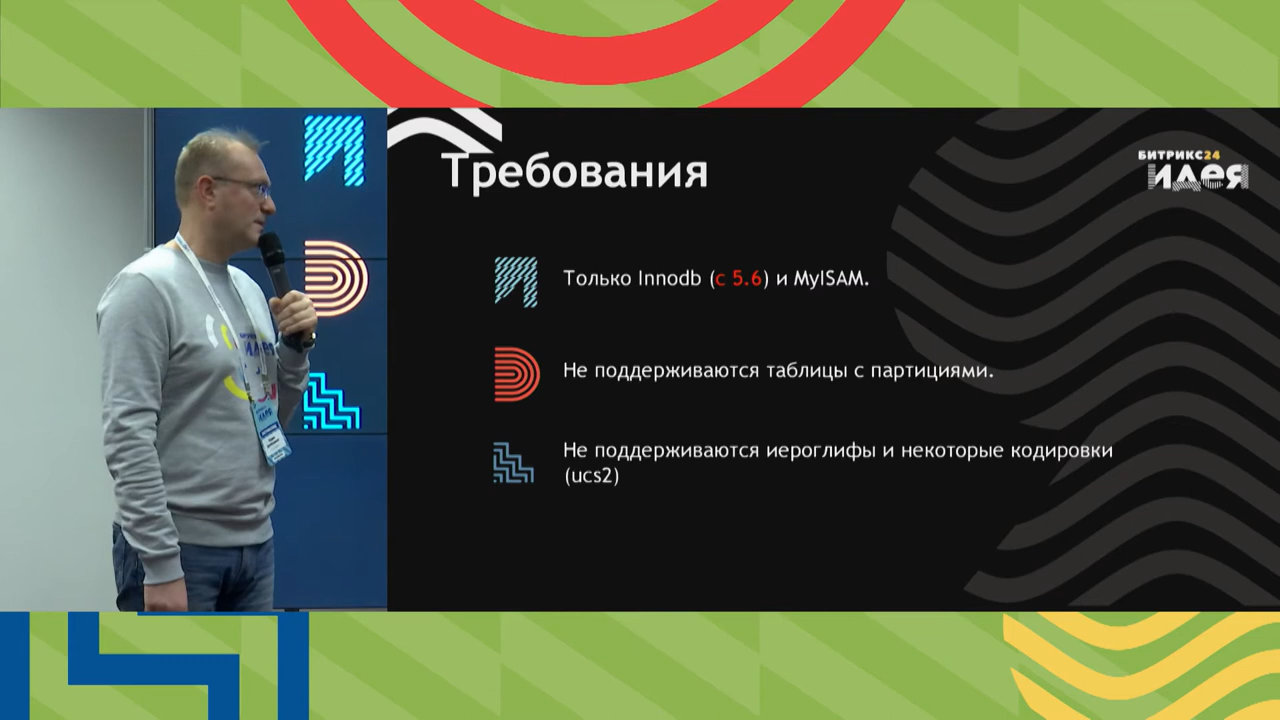 Требования
БИТРИКС24
идея
Только Innodb (с 5.6) и MyISAM.
Не поддерживаются таблицы с партициями.
Не поддерживаются иероглифы и некоторые кодировки
(ucs2)